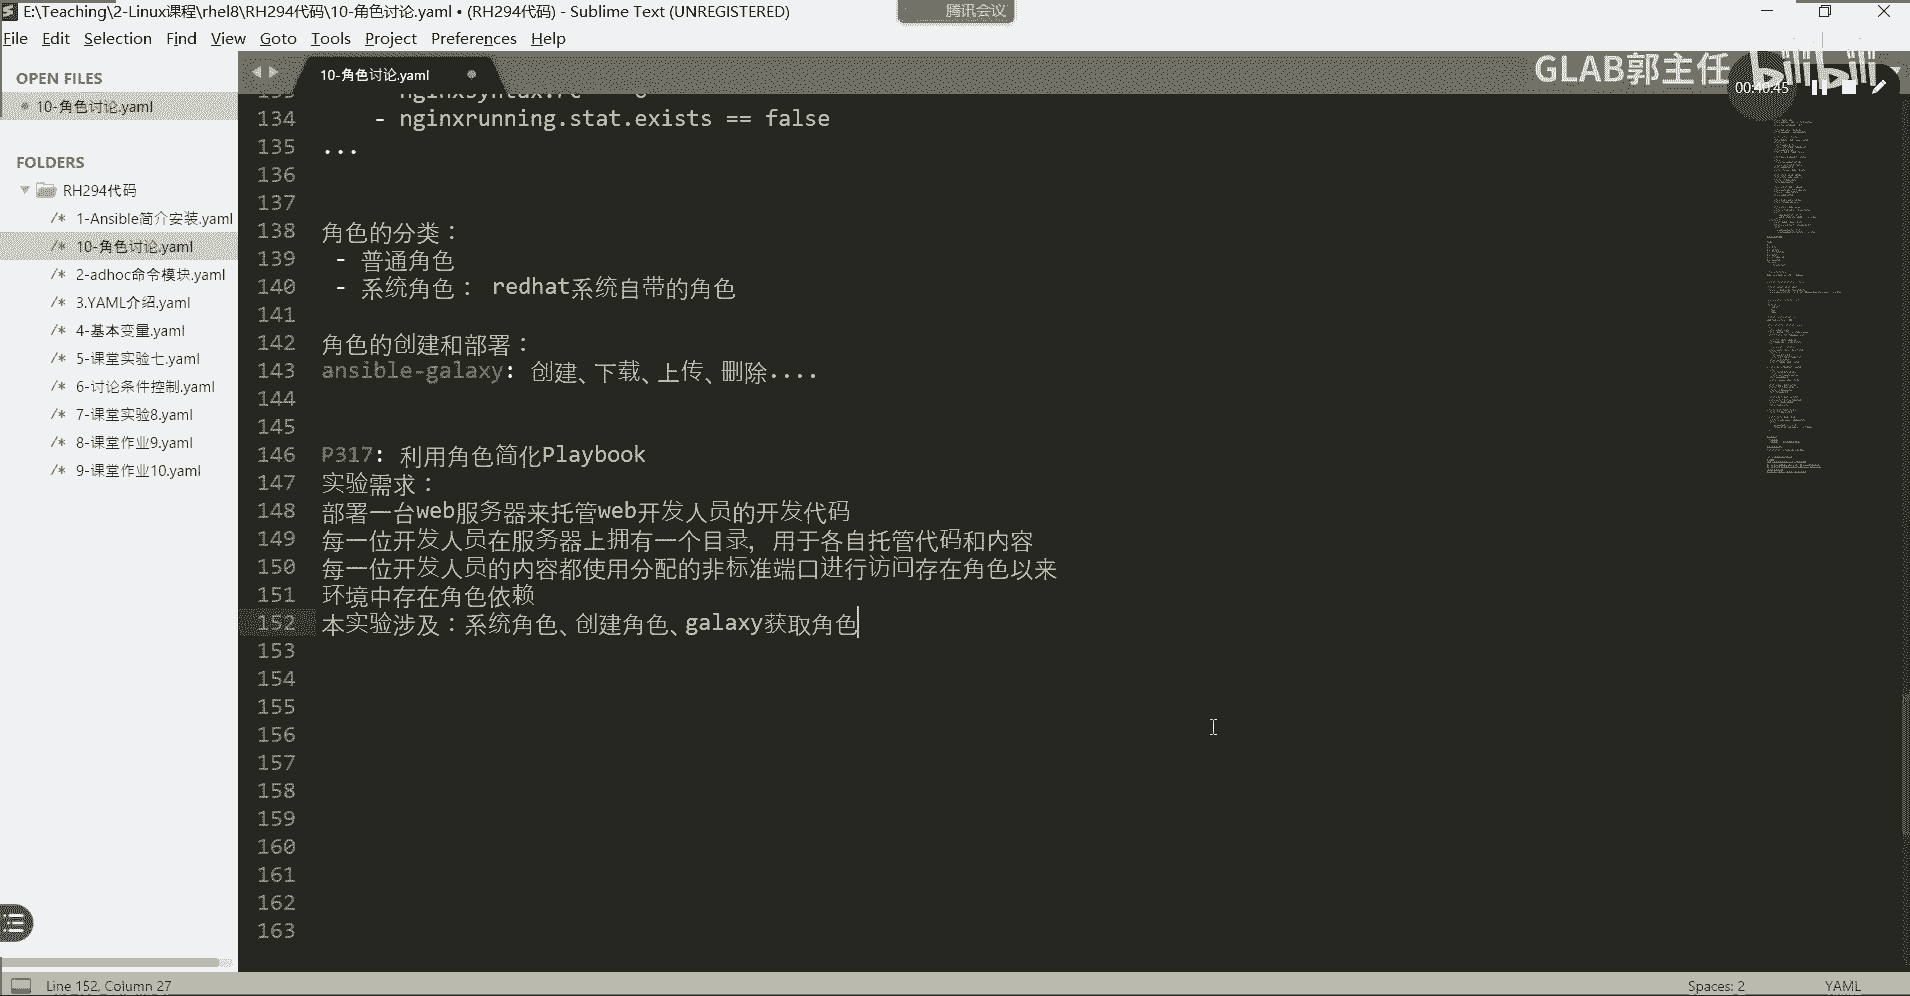 E:\Teaching\2-Linux课程\rhel8\RH294代码\10-角色讨论.yaml • (RH294代码) - Sublime Text (UNREGISTERED)
腾讯会议
File Edit Selection Find View Goto Tools Project Preferences Help
OPEN FILES
10-角色讨论.yaml
FOLDERS
RH294代码
/* 1-Ansible简介安装.yaml
/* 10-角色讨论.yaml
/* 2-adhoc命令模块.yaml
/* 3.YAML介绍.yaml
/* 4-基本变量.yaml
/* 5-课堂实验七.yaml
/* 6-讨论条件控制.yaml
/* 7-课堂实验8.yaml
/* 8-课堂作业9.yaml
/* 9-课堂作业10.yaml
10-角色讨论.yaml
GLAB郭主任 bilibili
00:40:45
134 - nginxrunning.stat.exists == false
135 ...
136
137
138 角色的分类：
139 - 普通角色
140 - 系统角色： redhat系统自带的角色
141
142 角色的创建和部署：
143 ansible-galaxy: 创建、下载、上传、删除....
144
145
146 P317: 利用角色简化Playbook
147 实验需求：
148 部署一台web服务器来托管web开发人员的开发代码
149 每一位开发人员在服务器上拥有一个目录，用于各自托管代码和内容
150 每一位开发人员的内容都使用分配的非标准端口进行访问存在角色以来
151 环境中存在角色依赖
152 本实验涉及：系统角色、创建角色、galaxy获取角色
153
154
155
156
157
158
159
160
161
162
163
Line 152, Column 27
Spaces: 2
YAML